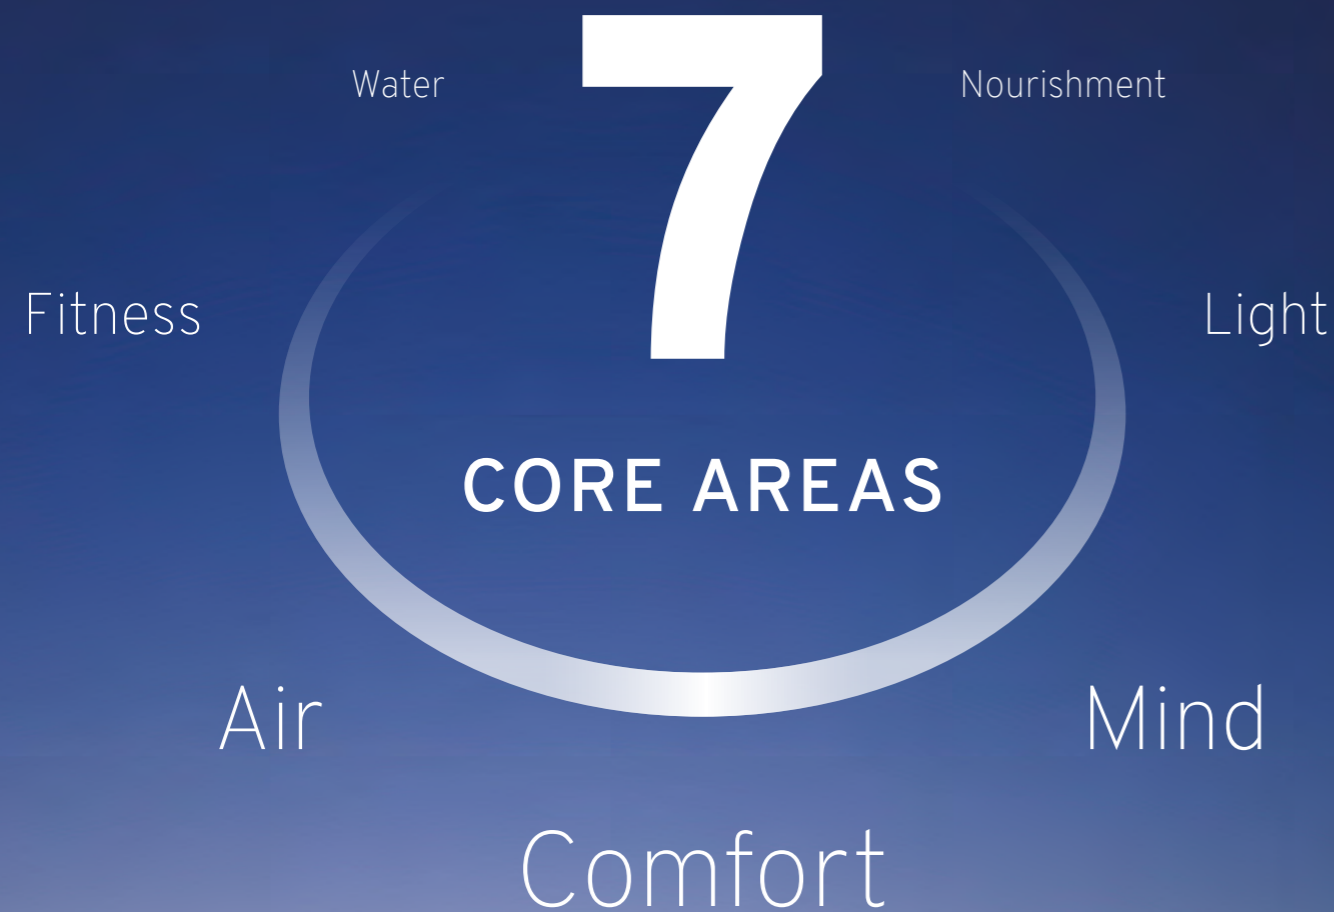 7
Water
Nourishment
Fitness
Light
CORE AREAS
Air
Mind
Comfort